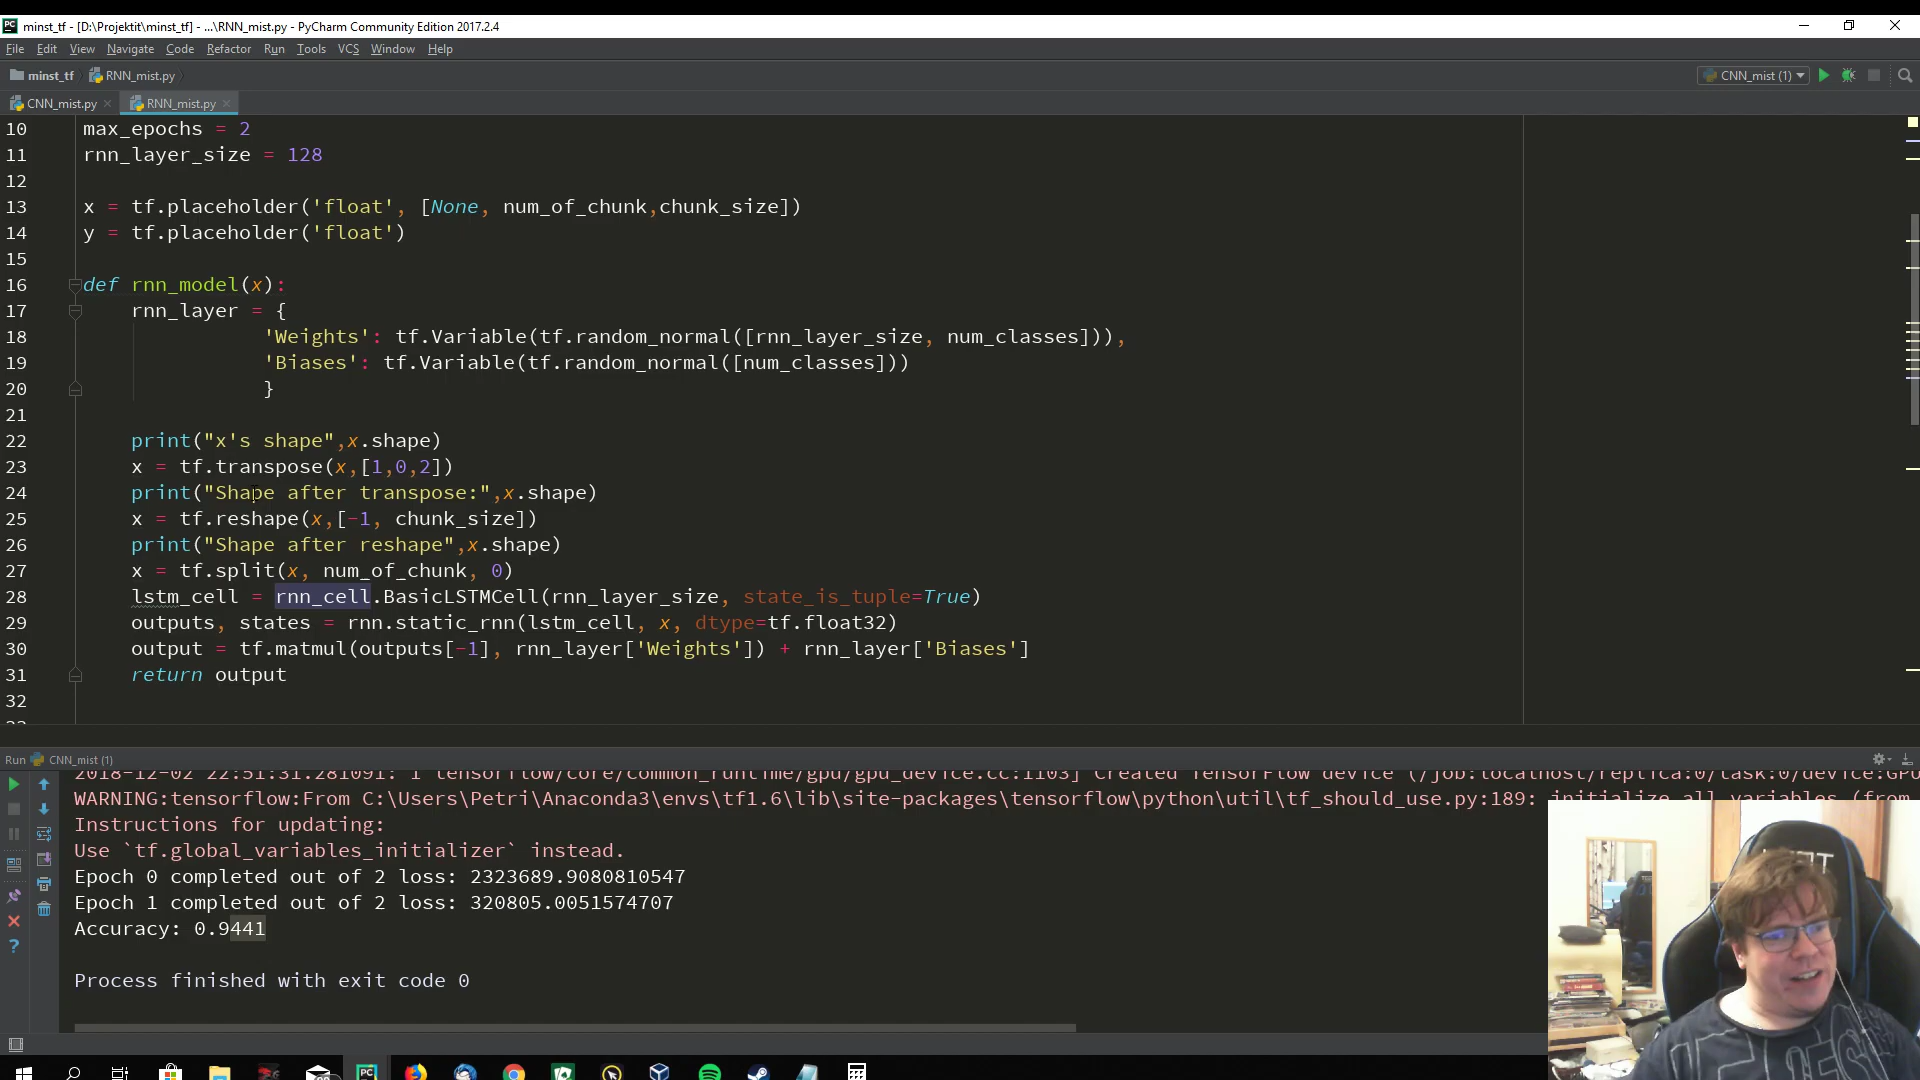 minst_tf - [D:\Projektit\minst_tf] - ...\RNN_mist.py - PyCharm Community Edition 2017.2.4
File Edit View Navigate Code Refactor Run Tools VCS Window Help
minst_tf RNN_mist.py CNN_mist (1)
CNN_mist.py RNN_mist.py
10 max_epochs = 2
11 rnn_layer_size = 128
12
13 x = tf.placeholder('float', [None, num_of_chunk,chunk_size])
14 y = tf.placeholder('float')
15
16 def rnn_model(x):
17 rnn_layer = {
18 'Weights': tf.Variable(tf.random_normal([rnn_layer_size, num_classes])),
19 'Biases': tf.Variable(tf.random_normal([num_classes]))
20 }
21
22 print("x's shape",x.shape)
23 x = tf.transpose(x,[1,0,2])
24 print("Shape after transpose:",x.shape)
25 x = tf.reshape(x,[-1, chunk_size])
26 print("Shape after reshape",x.shape)
27 x = tf.split(x, num_of_chunk, 0)
28 lstm_cell = rnn_cell.BasicLSTMCell(rnn_layer_size, state_is_tuple=True)
29 outputs, states = rnn.static_rnn(lstm_cell, x, dtype=tf.float32)
30 output = tf.matmul(outputs[-1], rnn_layer['Weights']) + rnn_layer['Biases']
31 return output
32
Run CNN_mist (1)
2018-12-02 22:51:31.281091: I tensorflow/core/common_runtime/gpu/gpu_device.cc:1103] Created TensorFlow device (/job:localhost/replica:0/task:0/device:GPU
WARNING:tensorflow:From C:\Users\Petri\Anaconda3\envs\tf1.6\lib\site-packages\tensorflow\python\util\tf_should_use.py:189: initialize_all_variables (from
Instructions for updating:
Use `tf.global_variables_initializer` instead.
Epoch 0 completed out of 2 loss: 2323689.9080810547
Epoch 1 completed out of 2 loss: 320805.0051574707
Accuracy: 0.9441
Process finished with exit code 0